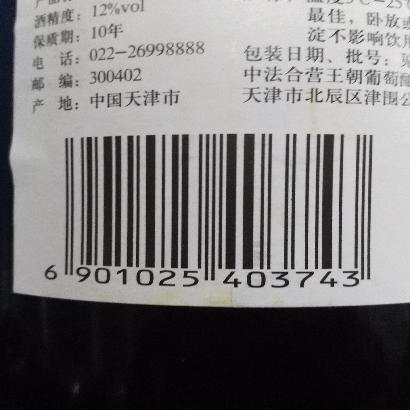 酒精度：12%vol
最佳，卧放
保质期：10年
淀不影响饮用
电 话：022-26998888
包装日期、批号：见
邮 编：300402
中法合营王朝葡萄酿
产 地：中国天津市
天津市北辰区津围公
6 901025 403743